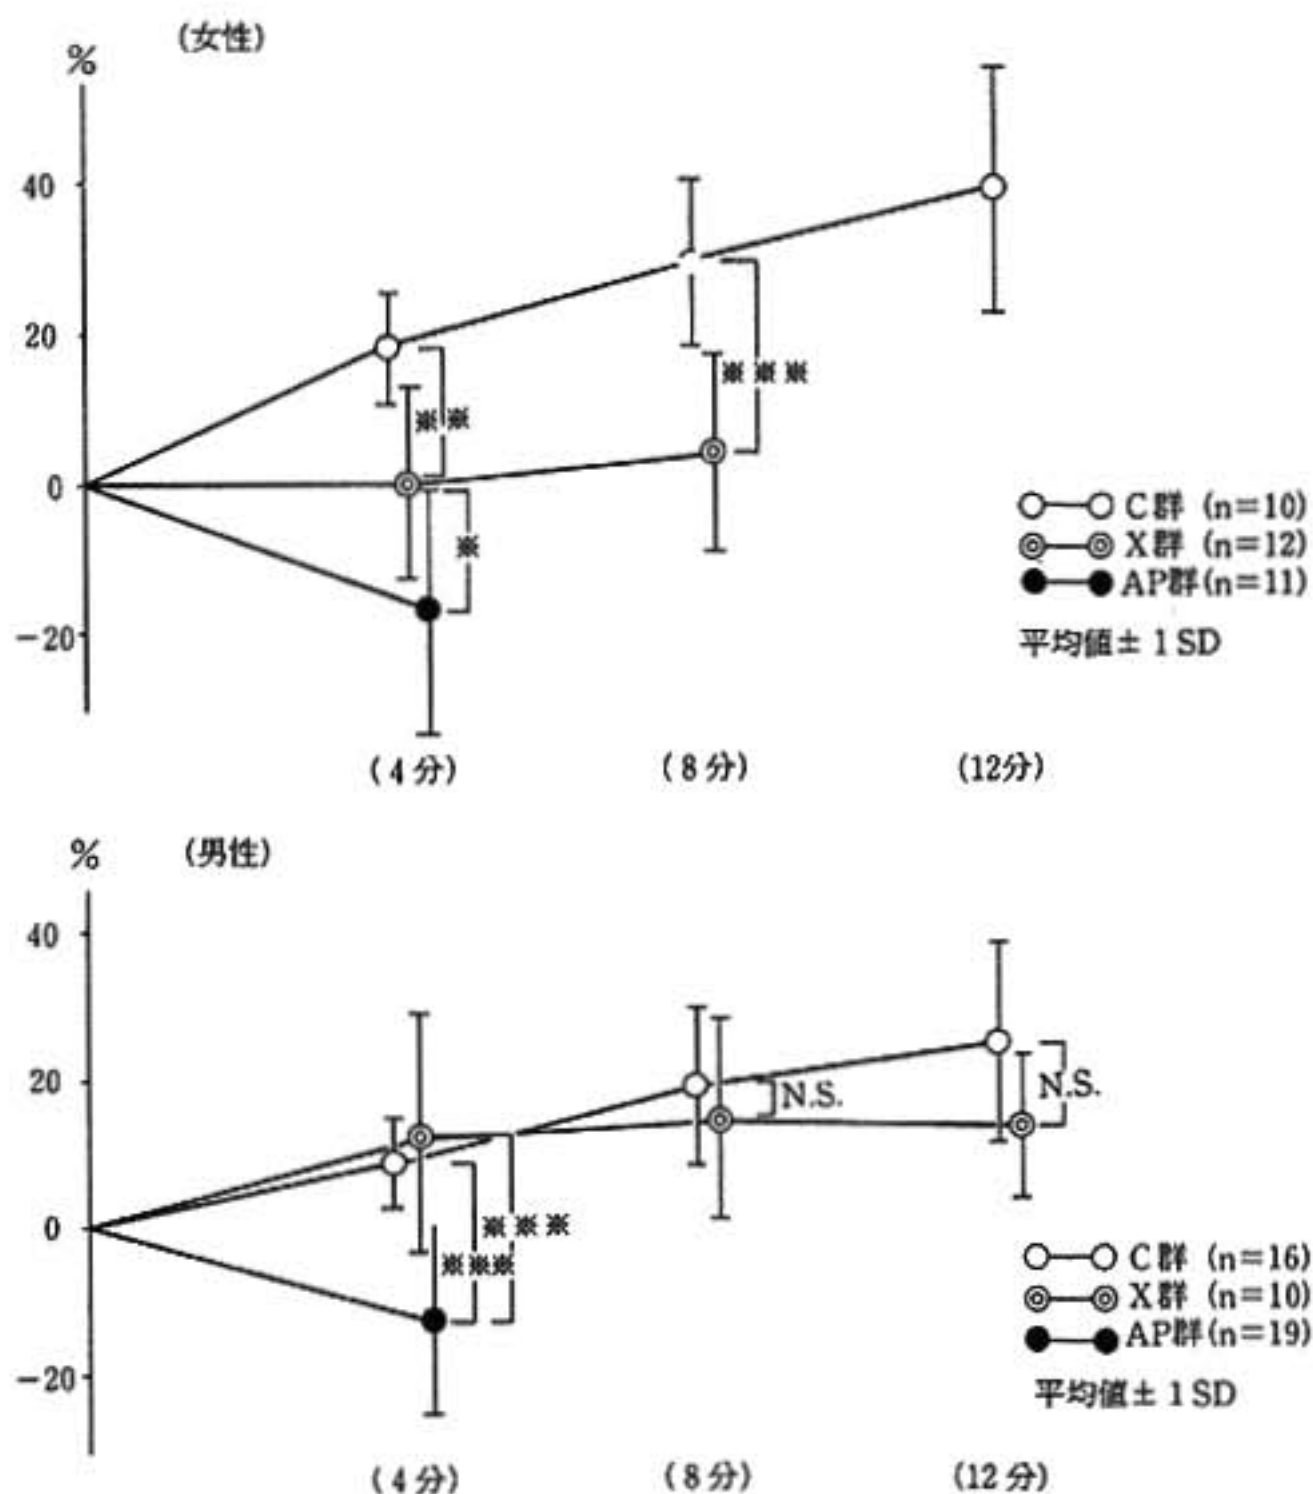 % (女性)
40
20
0
−20
※※
※
※※※
○—○ C群 (n=10)
◎—◎ X群 (n=12)
●—● AP群(n=11)
平均値± 1 SD
(4分) (8分) (12分)
% (男性)
40
20
0
−20
※※※
※※※
N.S.
N.S.
○—○ C群 (n=16)
◎—◎ X群 (n=10)
●—● AP群(n=19)
平均値± 1 SD
(4分) (8分) (12分)